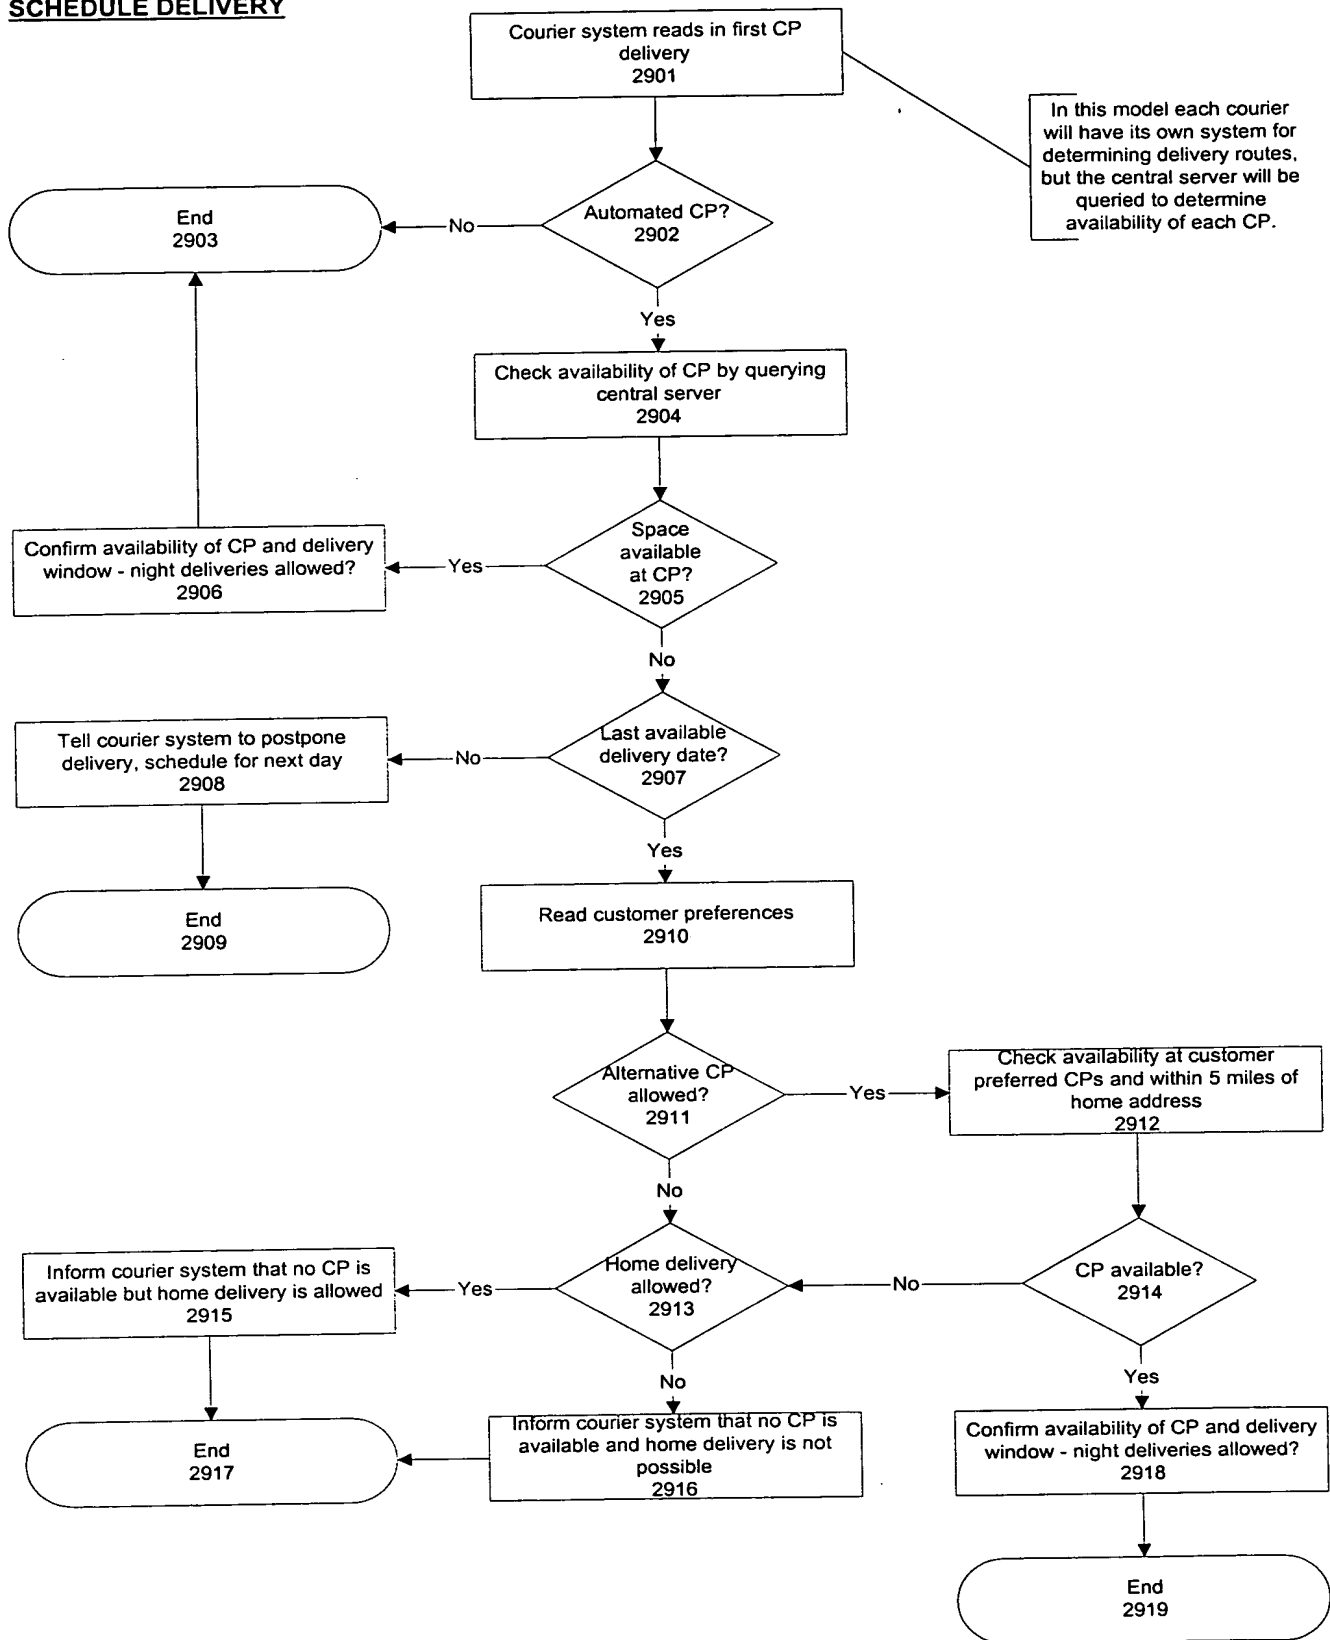 SCHEDULE DELIVERY
Courier system reads in first CP
delivery
2901
In this model each courier
will have its own system for
determining delivery routes,
but the central server will be
queried to determine
availability of each CP.
Automated CP?
2902
No
End
2903
Yes
Check availability of CP by querying
central server
2904
Space
available
at CP?
2905
Yes
Confirm availability of CP and delivery
window - night deliveries allowed?
2906
No
Last available
delivery date?
2907
No
Tell courier system to postpone
delivery, schedule for next day
2908
End
2909
Yes
Read customer preferences
2910
Alternative CP
allowed?
2911
Yes
Check availability at customer
preferred CPs and within 5 miles of
home address
2912
No
Home delivery
allowed?
2913
No
CP available?
2914
Yes
Inform courier system that no CP is
available but home delivery is allowed
2915
No
Inform courier system that no CP is
available and home delivery is not
possible
2916
End
2917
Yes
Confirm availability of CP and delivery
window - night deliveries allowed?
2918
End
2919